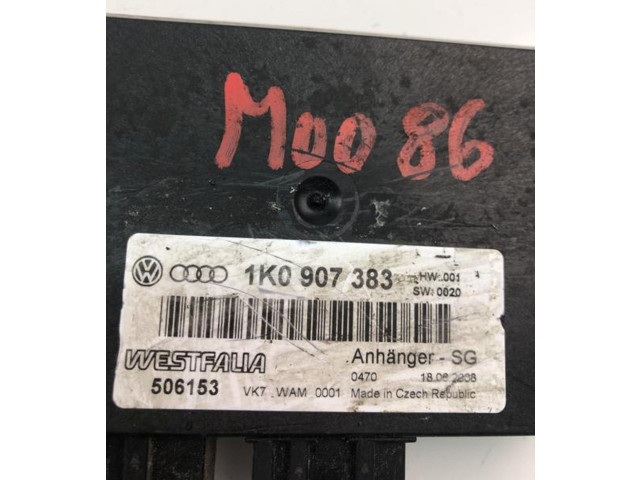 M00 86
1K0 907 383
HW:.001
SW: 0020
WESTFALIA
Anhänger - SG
506153
0470 18.06.2008
VK7 . WAM 0001 Made in Czech Republic